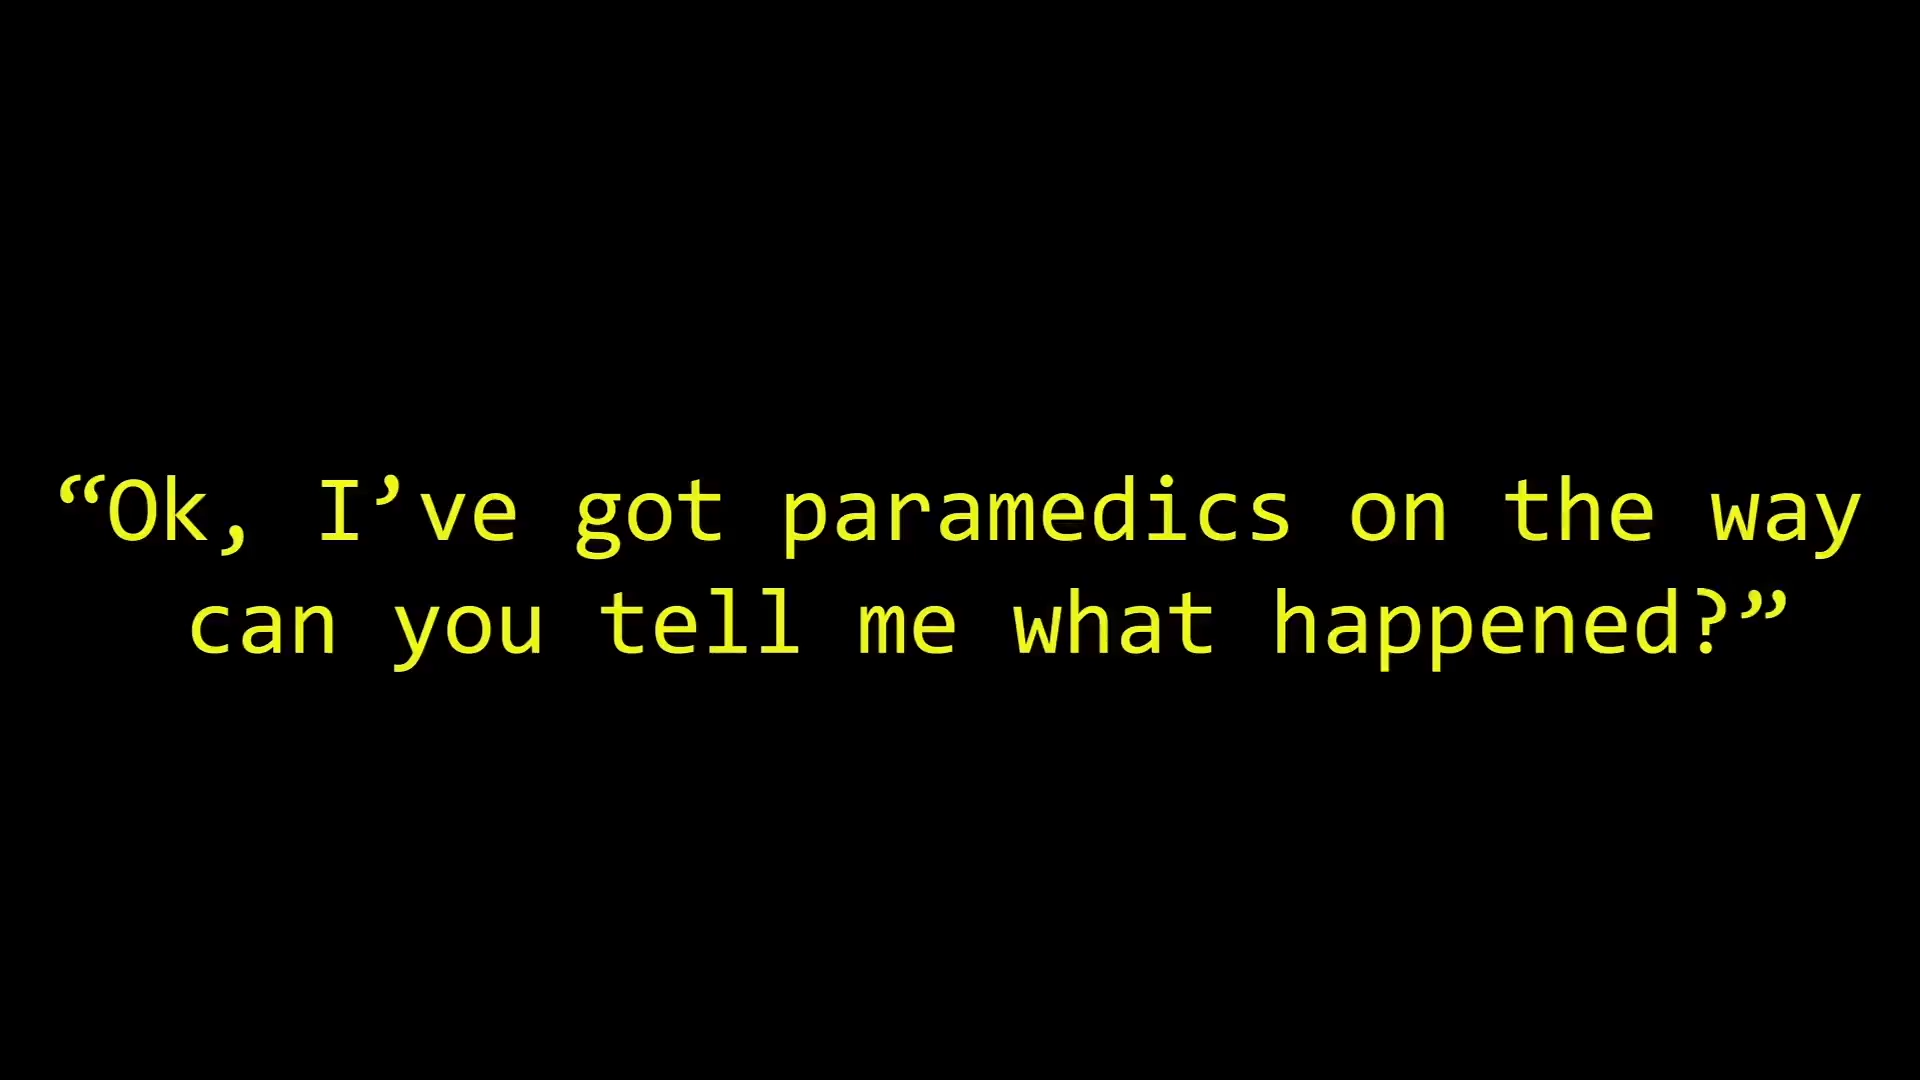 “Ok, I’ve got paramedics on the way
can you tell me what happened?”